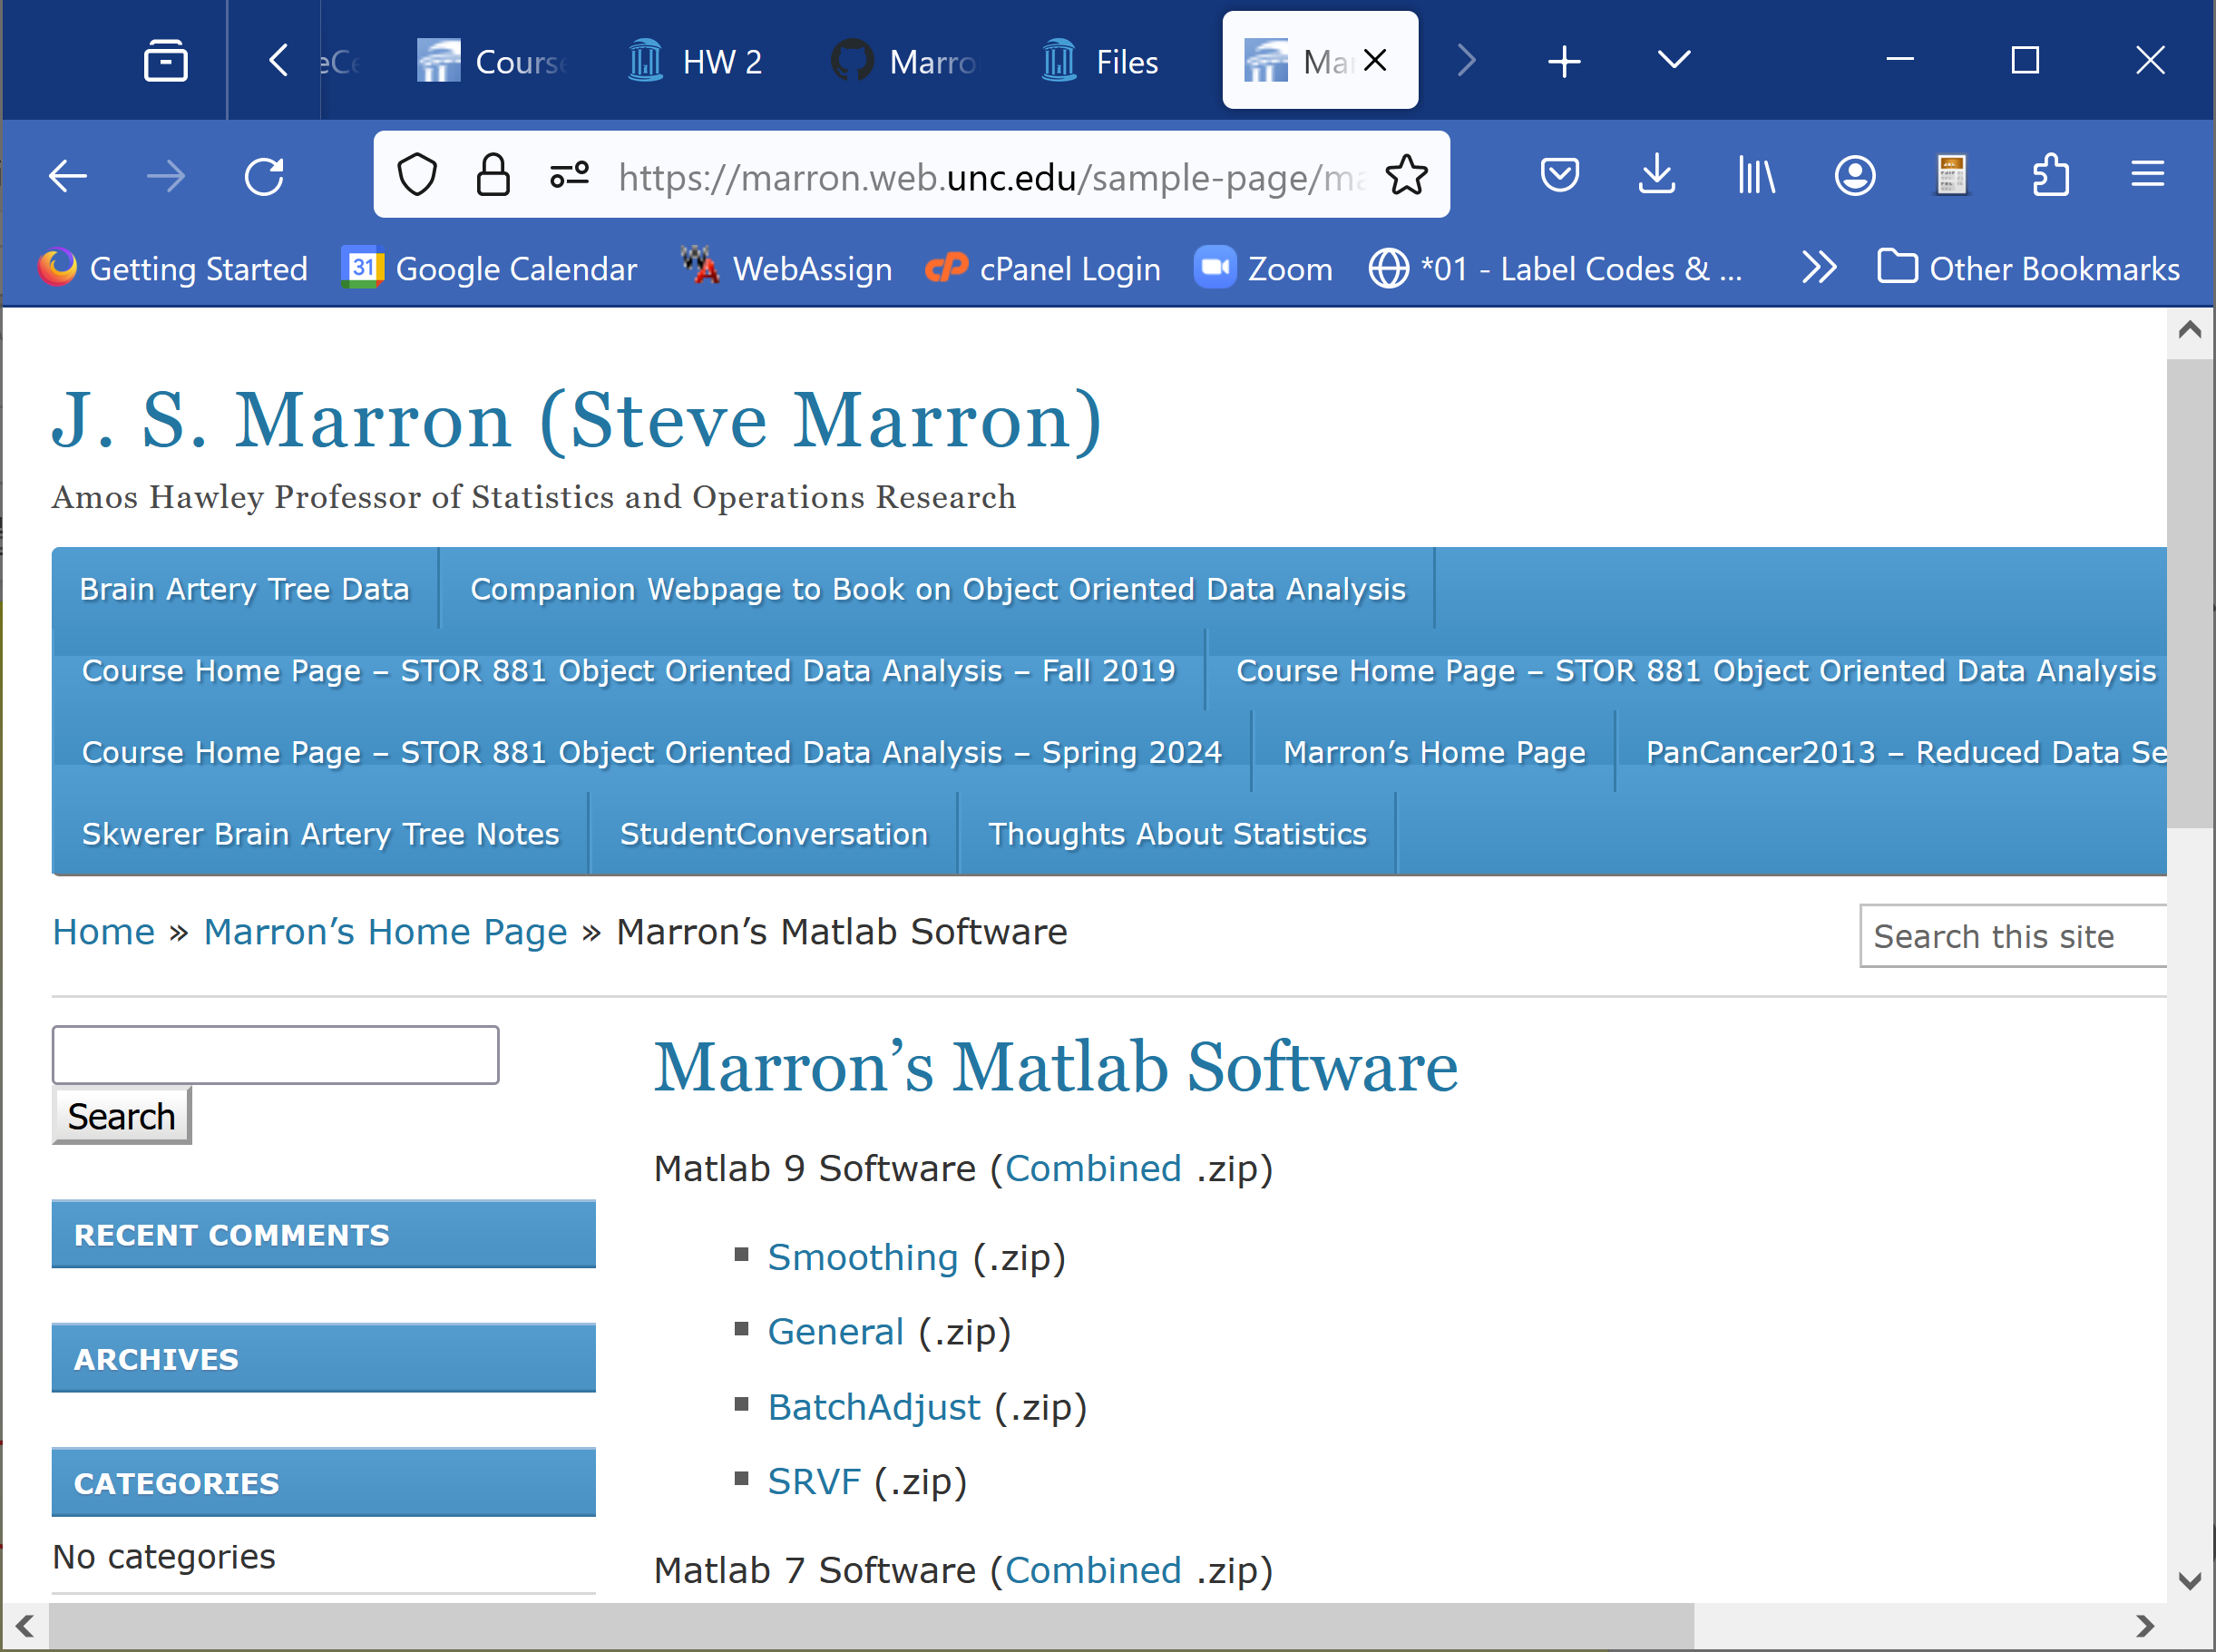 Course HW 2 Marro Files Ma
https://marron.web.unc.edu/sample-page/ma
Getting Started 31 Google Calendar WebAssign cPanel Login Zoom *01 - Label Codes & ... Other Bookmarks
J. S. Marron (Steve Marron)
Amos Hawley Professor of Statistics and Operations Research
Brain Artery Tree Data Companion Webpage to Book on Object Oriented Data Analysis
Course Home Page – STOR 881 Object Oriented Data Analysis – Fall 2019 Course Home Page – STOR 881 Object Oriented Data Analysis
Course Home Page – STOR 881 Object Oriented Data Analysis – Spring 2024 Marron’s Home Page PanCancer2013 – Reduced Data Se
Skwerer Brain Artery Tree Notes StudentConversation Thoughts About Statistics
Home » Marron’s Home Page » Marron’s Matlab Software Search this site
Search
RECENT COMMENTS
ARCHIVES
CATEGORIES
No categories
Marron’s Matlab Software
Matlab 9 Software (Combined .zip)
Smoothing (.zip)
General (.zip)
BatchAdjust (.zip)
SRVF (.zip)
Matlab 7 Software (Combined .zip)